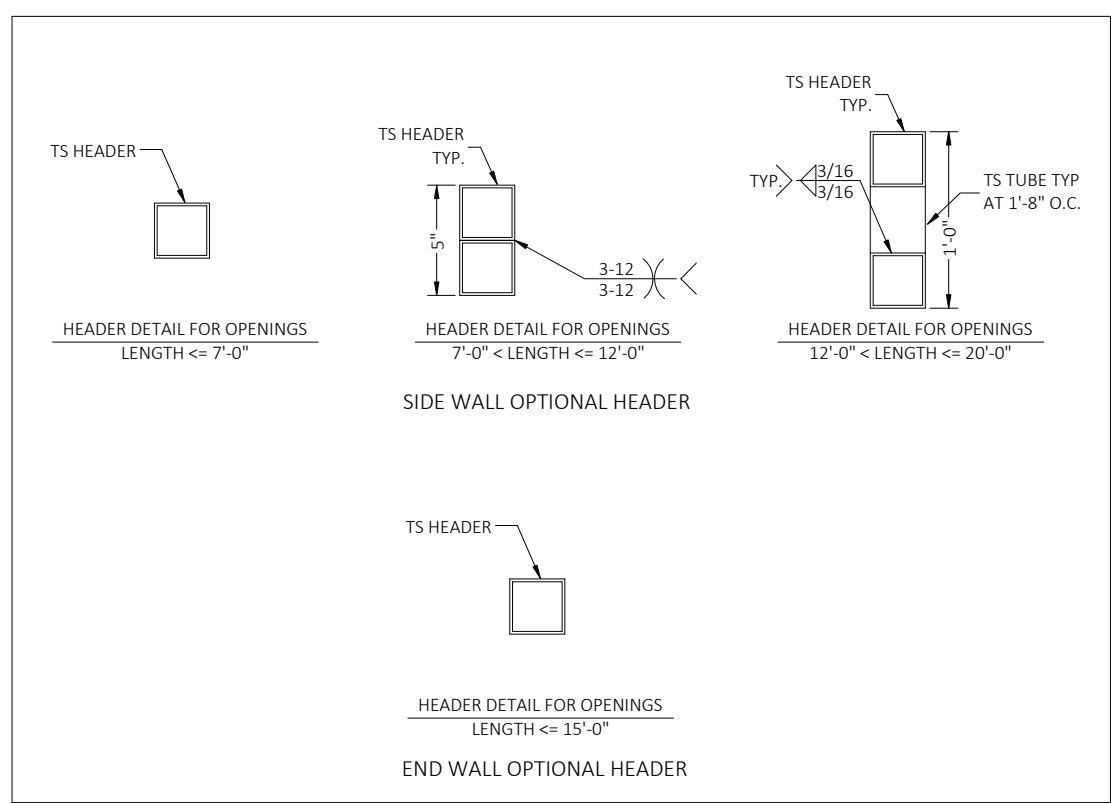 TS HEADER
HEADER DETAIL FOR OPENINGS
LENGTH <= 7'-0"
TS HEADER
TYP.
5"
3-12
3-12
HEADER DETAIL FOR OPENINGS
7'-0" < LENGTH <= 12'-0"
TS HEADER
TYP.
TYP.
3/16
3/16
TS TUBE TYP
AT 1'-8" O.C.
1'-0"
HEADER DETAIL FOR OPENINGS
12'-0" < LENGTH <= 20'-0"
SIDE WALL OPTIONAL HEADER
TS HEADER
HEADER DETAIL FOR OPENINGS
LENGTH <= 15'-0"
END WALL OPTIONAL HEADER